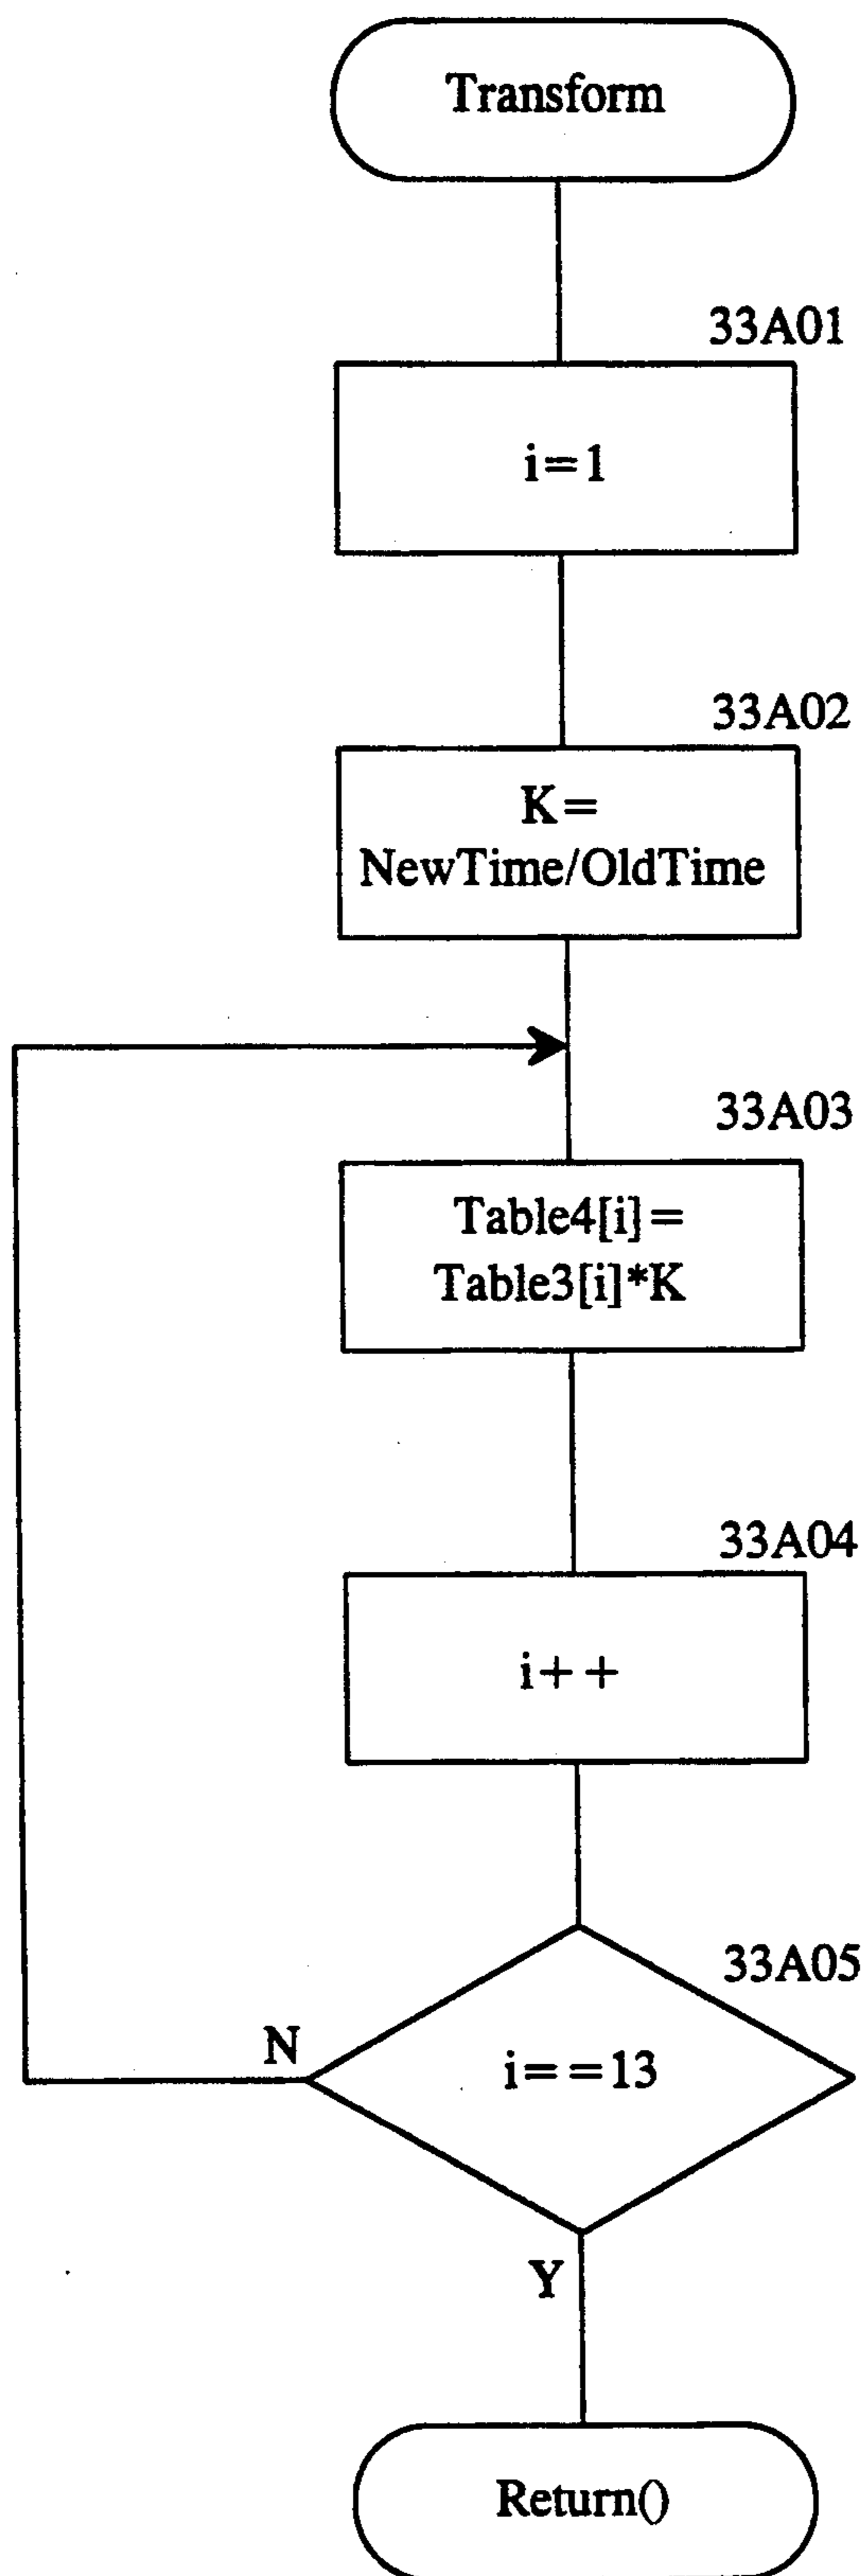 Transform
33A01
i=1
33A02
K=
NewTime/OldTime
33A03
Table4[i]=
Table3[i]*K
33A04
i++
33A05
N
i==13
Y
Return()